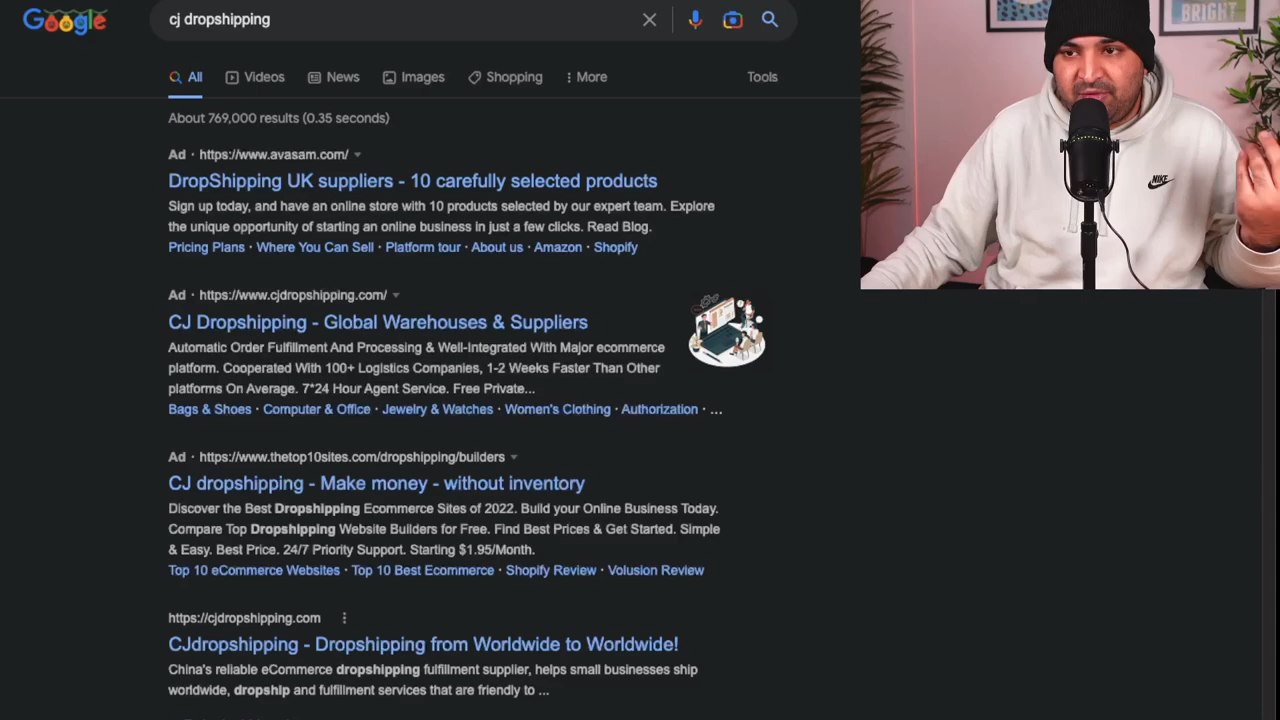 Google
cj dropshipping
All
Videos
News
Images
Shopping
More
Tools
About 769,000 results (0.35 seconds)
Ad · https://www.avasam.com/
DropShipping UK suppliers - 10 carefully selected products
Sign up today, and have an online store with 10 products selected by our expert team. Explore
the unique opportunity of starting an online business in just a few clicks. Read Blog.
Pricing Plans · Where You Can Sell · Platform tour · About us · Amazon · Shopify
Ad · https://www.cjdropshipping.com/
CJ Dropshipping - Global Warehouses & Suppliers
Automatic Order Fulfillment And Processing & Well-Integrated With Major ecommerce
platform. Cooperated With 100+ Logistics Companies, 1-2 Weeks Faster Than Other
platforms On Average. 7*24 Hour Agent Service. Free Private...
Bags & Shoes · Computer & Office · Jewelry & Watches · Women's Clothing · Authorization · ...
Ad · https://www.thetop10sites.com/dropshipping/builders
CJ dropshipping - Make money - without inventory
Discover the Best Dropshipping Ecommerce Sites of 2022. Build your Online Business Today.
Compare Top Dropshipping Website Builders for Free. Find Best Prices & Get Started. Simple
& Easy. Best Price. 24/7 Priority Support. Starting $1.95/Month.
Top 10 eCommerce Websites · Top 10 Best Ecommerce · Shopify Review · Volusion Review
https://cjdropshipping.com
CJdropshipping - Dropshipping from Worldwide to Worldwide!
China's reliable eCommerce dropshipping fulfillment supplier, helps small businesses ship
worldwide, dropship and fulfillment services that are friendly to ...
BRIGHT
NIKE